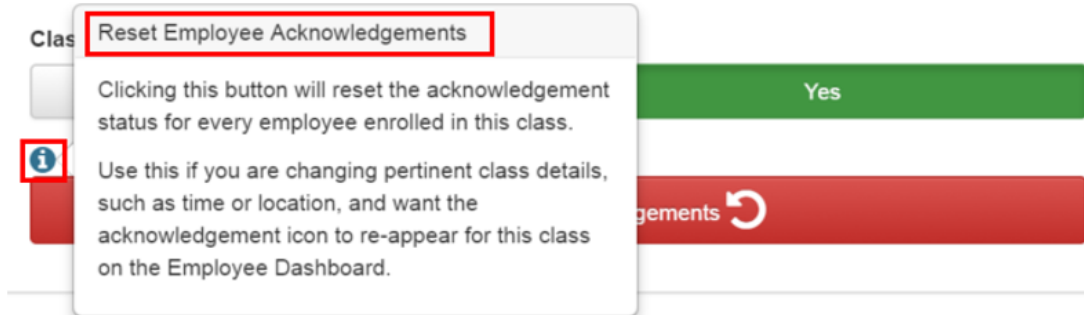 Clas
Reset Employee Acknowledgements
Clicking this button will reset the acknowledgement
status for every employee enrolled in this class.
Yes
Use this if you are changing pertinent class details,
such as time or location, and want the
acknowledgement icon to re-appear for this class
on the Employee Dashboard.
gements